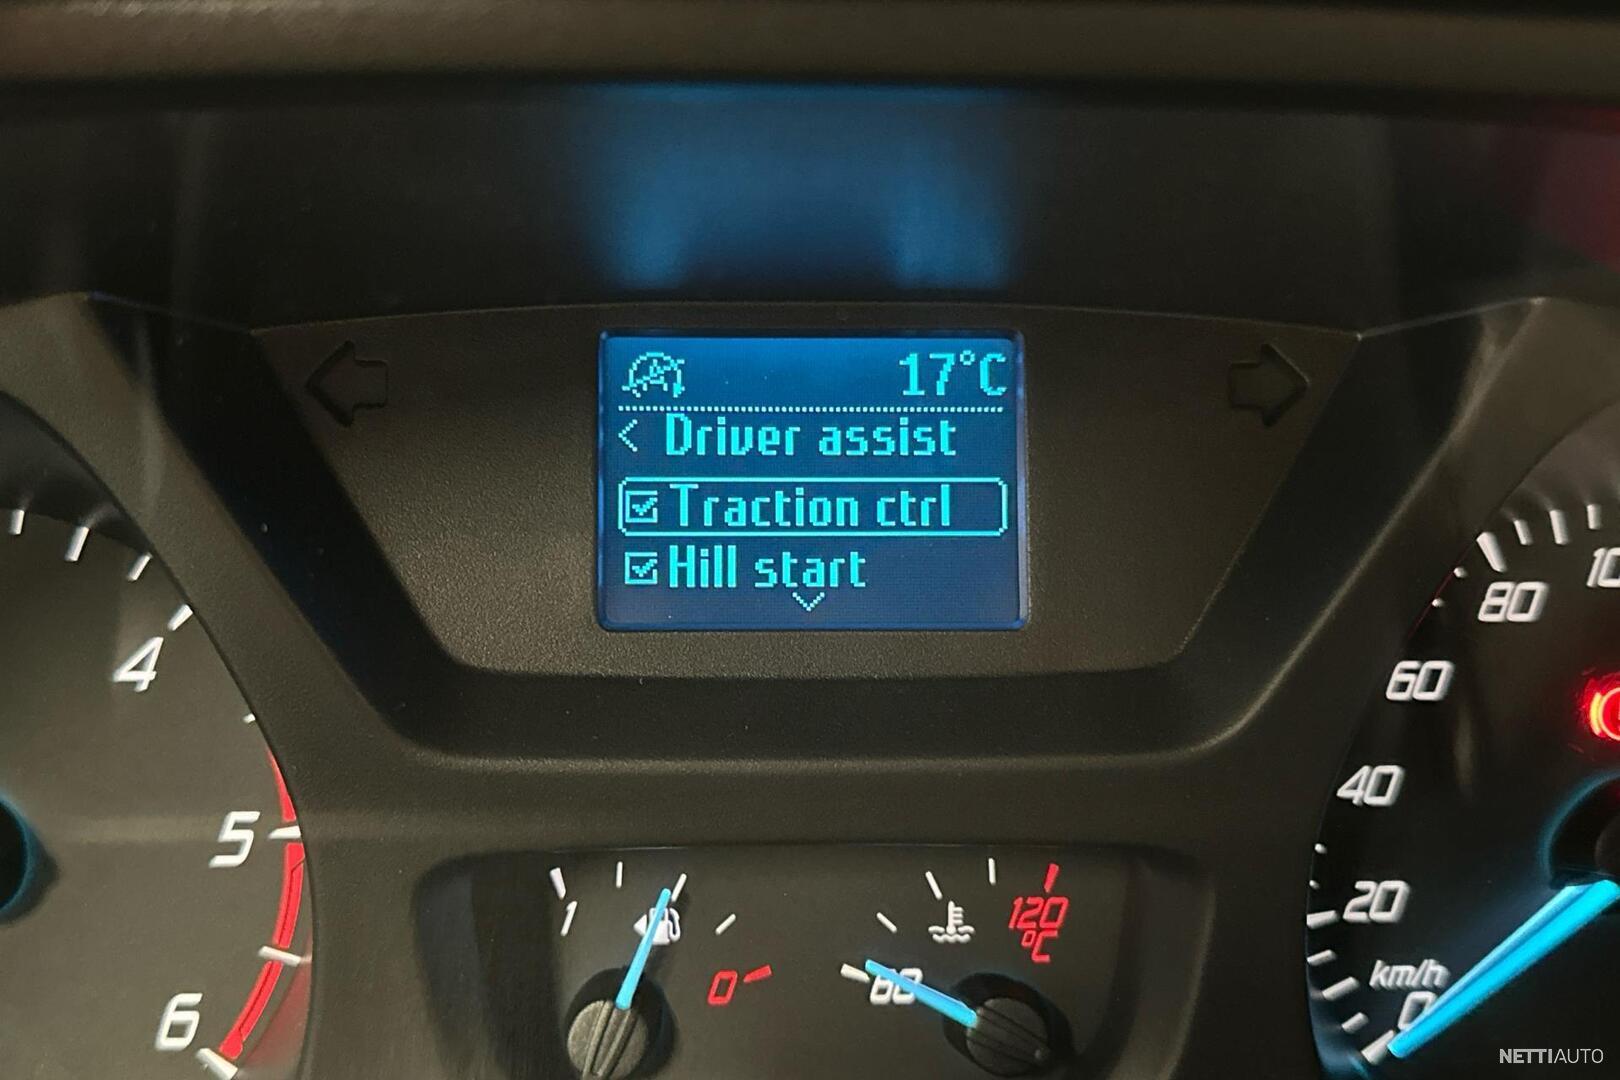 17°C
< Driver assist
Traction ctrl
Hill start
4
5
6
1
0
60
120
°C
80
60
40
20
km/h
0
NETTIAUTO